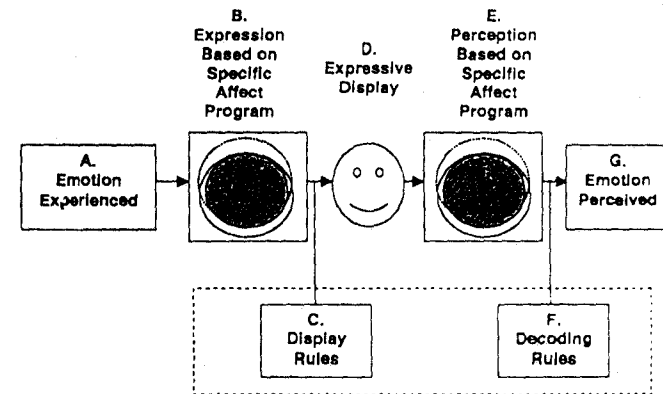 B.
Expression
Based on
Specific
Affect
Program
D.
Expressive
Display
E.
Perception
Based on
Specific
Affect
Program
A.
Emotion
Experienced
G.
Emotion
Perceived
C.
Display
Rules
F.
Decoding
Rules